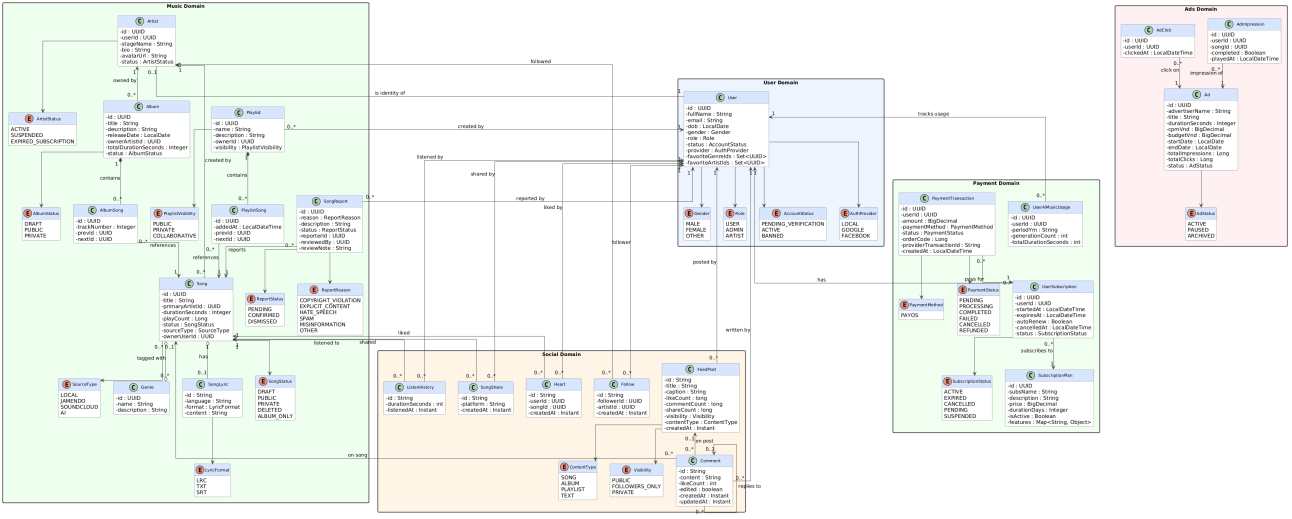 Music Domain
C Artist
-id : UUID
-userId : UUID
-stageName : String
-bio : String
-avatarUrl : String
-status : ArtistStatus
E ArtistStatus
ACTIVE
SUSPENDED
EXPIRED_SUBSCRIPTION
C Album
-id : UUID
-title : String
-description : String
-releaseDate : LocalDate
-ownerArtistId : UUID
-totalDurationSeconds : Integer
-status : AlbumStatus
C Playlist
-id : UUID
-name : String
-description : String
-ownerId : UUID
-visibility : PlaylistVisibility
E AlbumStatus
DRAFT
PUBLIC
PRIVATE
C AlbumSong
-id : UUID
-trackNumber : Integer
-prevId : UUID
-nextId : UUID
E PlaylistVisibility
PUBLIC
PRIVATE
COLLABORATIVE
C PlaylistSong
-id : UUID
-addedAt : LocalDateTime
-prevId : UUID
-nextId : UUID
C SongReport
-id : UUID
-reason : ReportReason
-description : String
-status : ReportStatus
-reporterId : UUID
-reviewedBy : UUID
-reviewNote : String
C Song
-id : UUID
-title : String
-primaryArtistId : UUID
-durationSeconds : Integer
-playCount : Long
-status : SongStatus
-sourceType : SourceType
-ownerUserId : UUID
E ReportStatus
PENDING
CONFIRMED
DISMISSED
E ReportReason
COPYRIGHT_VIOLATION
EXPLICIT_CONTENT
HATE_SPEECH
SPAM
MISINFORMATION
OTHER
E SourceType
LOCAL
JAMENDO
SOUNDCLOUD
AI
C Genre
-id : UUID
-name : String
-description : String
C SongLyric
-id : String
-language : String
-format : LyricFormat
-content : String
E SongStatus
DRAFT
PUBLIC
PRIVATE
DELETED
ALBUM_ONLY
E LyricFormat
LRC
TXT
SRT
owned by
contains
created by
contains
references
references
reports
tagged with
has
followed
is identity of
created by
listened by
shared by
reported by
liked by
follower
liked
listened to
shared
on song
User Domain
C User
-id : UUID
-fullName : String
-email : String
-dob : LocalDate
-gender : Gender
-role : Role
-status : AccountStatus
-provider : AuthProvider
-favoriteGenreIds : Set<UUID>
-favoriteArtistIds : Set<UUID>
E Gender
MALE
FEMALE
OTHER
E Role
USER
ADMIN
ARTIST
E AccountStatus
PENDING_VERIFICATION
ACTIVE
BANNED
E AuthProvider
LOCAL
GOOGLE
FACEBOOK
posted by
written by
tracks usage
has
Social Domain
C ListenHistory
-id : String
-durationSeconds : int
-listenedAt : Instant
C SongShare
-id : String
-platform : String
-createdAt : Instant
C Heart
-id : String
-userId : UUID
-songId : UUID
-createdAt : Instant
C Follow
-id : String
-followerId : UUID
-artistId : UUID
-createdAt : Instant
C FeedPost
-id : String
-title : String
-caption : String
-likeCount : long
-commentCount : long
-shareCount : long
-visibility : Visibility
-contentType : ContentType
-createdAt : Instant
E ContentType
SONG
ALBUM
PLAYLIST
TEXT
E Visibility
PUBLIC
FOLLOWERS_ONLY
PRIVATE
on post
C Comment
-id : String
-content : String
-likeCount : int
-edited : boolean
-createdAt : Instant
-updatedAt : Instant
replies to
Payment Domain
C PaymentTransaction
-id : UUID
-userId : UUID
-amount : BigDecimal
-paymentMethod : PaymentMethod
-status : PaymentStatus
-orderCode : Long
-providerTransactionId : String
-createdAt : LocalDateTime
C UserAiMusicUsage
-id : UUID
-userId : UUID
-periodYm : String
-generationCount : int
-totalDurationSeconds : int
pays for
E PaymentMethod
PAYOS
E PaymentStatus
PENDING
PROCESSING
COMPLETED
FAILED
CANCELLED
REFUNDED
C UserSubscription
-id : UUID
-userId : UUID
-startedAt : LocalDateTime
-expiresAt : LocalDateTime
-autoRenew : Boolean
-cancelledAt : LocalDateTime
-status : SubscriptionStatus
subscribes to
E SubscriptionStatus
ACTIVE
EXPIRED
CANCELLED
PENDING
SUSPENDED
C SubscriptionPlan
-id : UUID
-subsName : String
-description : String
-price : BigDecimal
-durationDays : Integer
-isActive : Boolean
-features : Map<String, Object>
Ads Domain
C AdClick
-id : UUID
-userId : UUID
-clickedAt : LocalDateTime
C AdImpression
-id : UUID
-userId : UUID
-songId : UUID
-completed : Boolean
-playedAt : LocalDateTime
click on
impression of
C Ad
-id : UUID
-advertiserName : String
-title : String
-durationSeconds : Integer
-cpmVnd : BigDecimal
-budgetVnd : BigDecimal
-startDate : LocalDate
-endDate : LocalDate
-totalImpressions : Long
-totalClicks : Long
-status : AdStatus
E AdStatus
ACTIVE
PAUSED
ARCHIVED